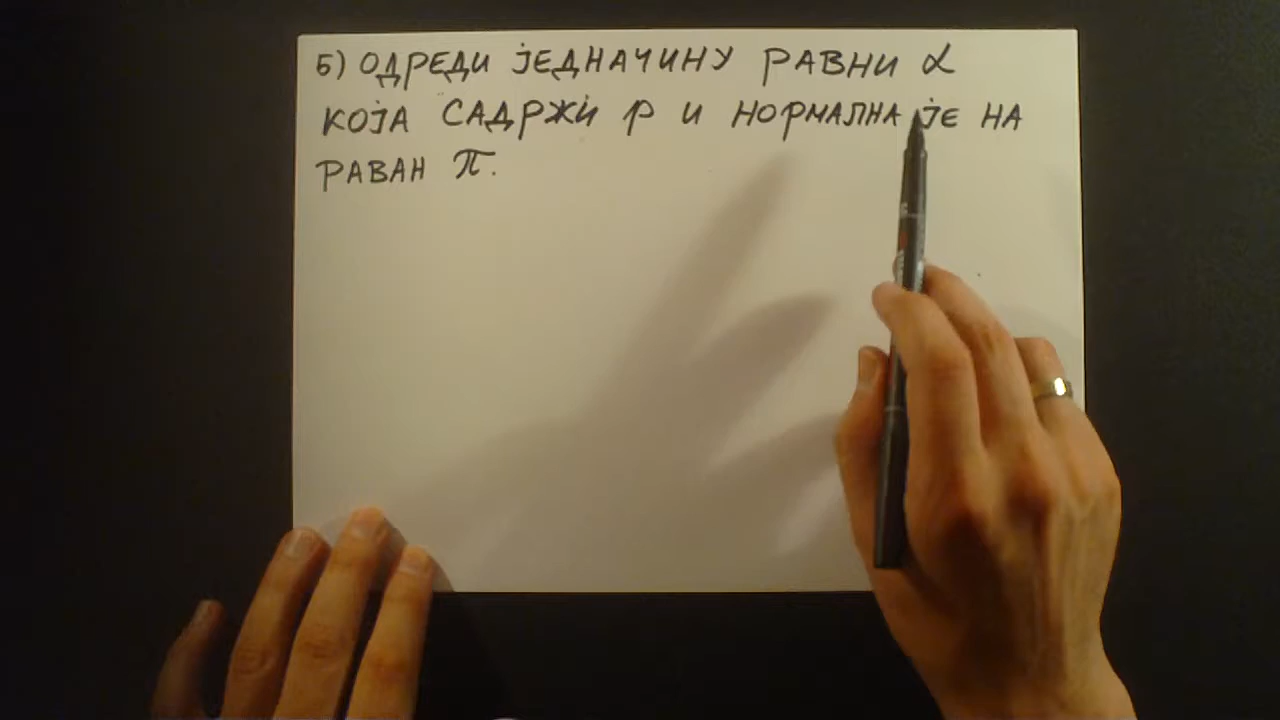 Б) ОДРЕДИ ЈЕДНАЧИНУ РАВНИ α
КОЈА САДРЖИ p И НОРМАЛНА ЈЕ НА
РАВАН π.